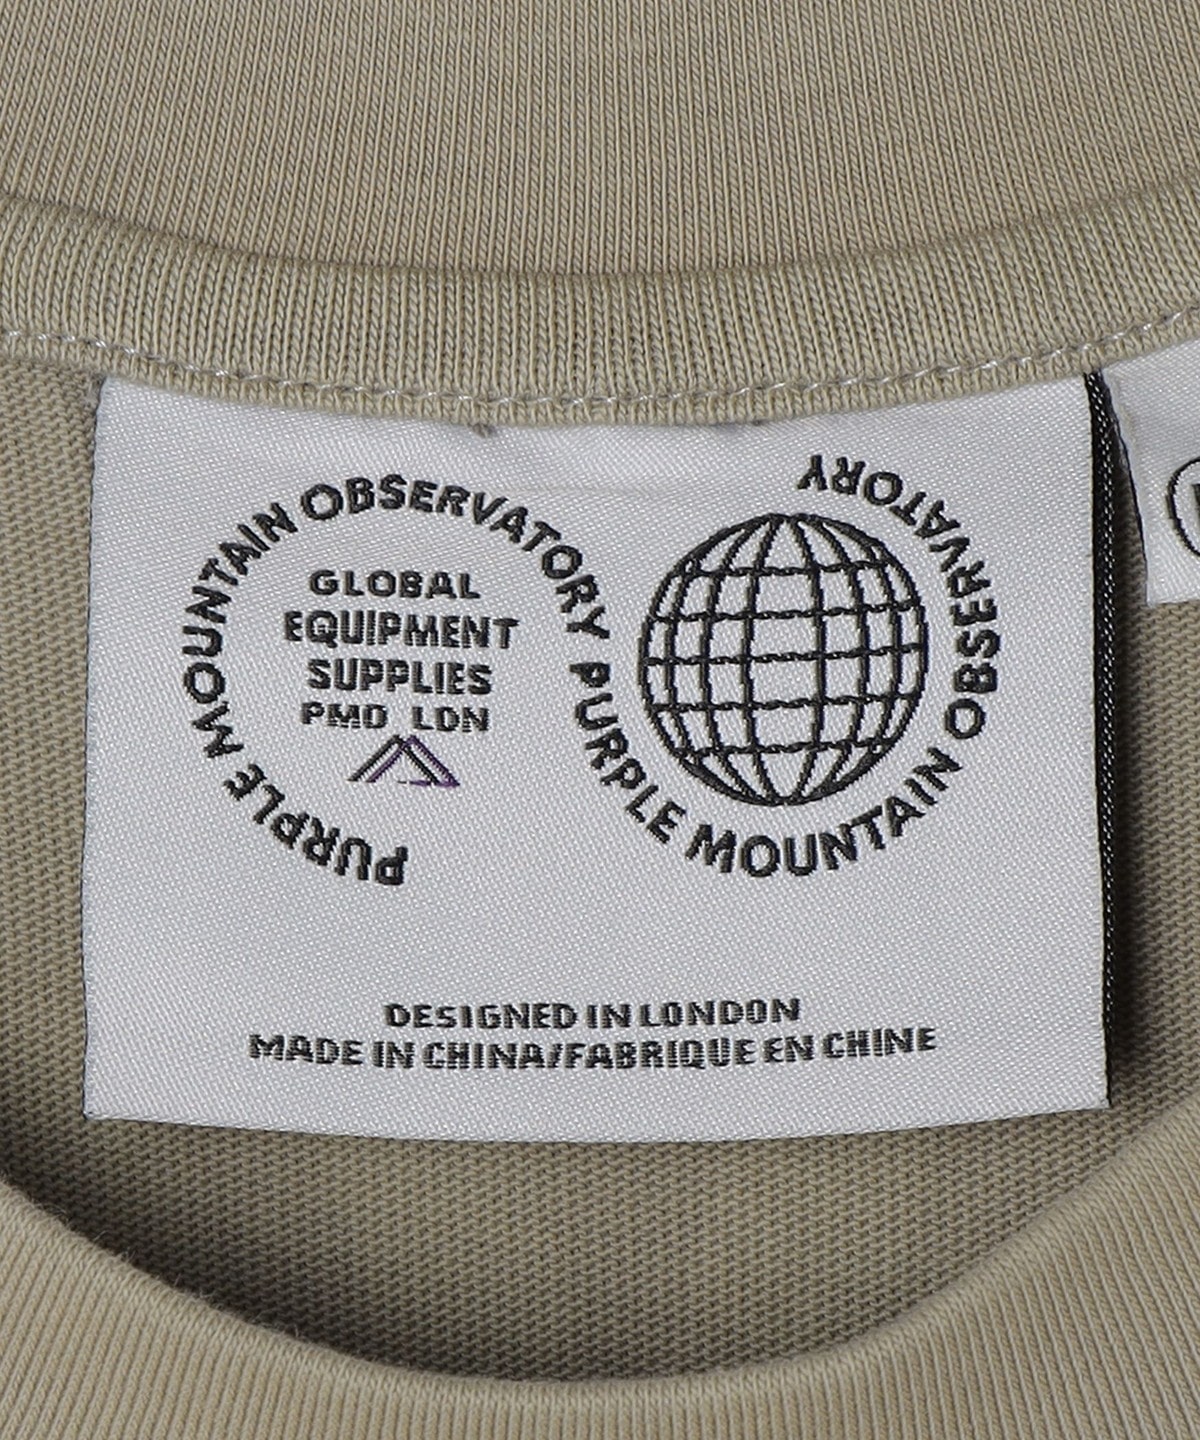 PURPLE MOUNTAIN OBSERVATORY PURPLE MOUNTAIN OBSERVATORY
GLOBAL
EQUIPMENT
SUPPLIES
PMO LDN
DESIGNED IN LONDON
MADE IN CHINA/FABRIQUE EN CHINE